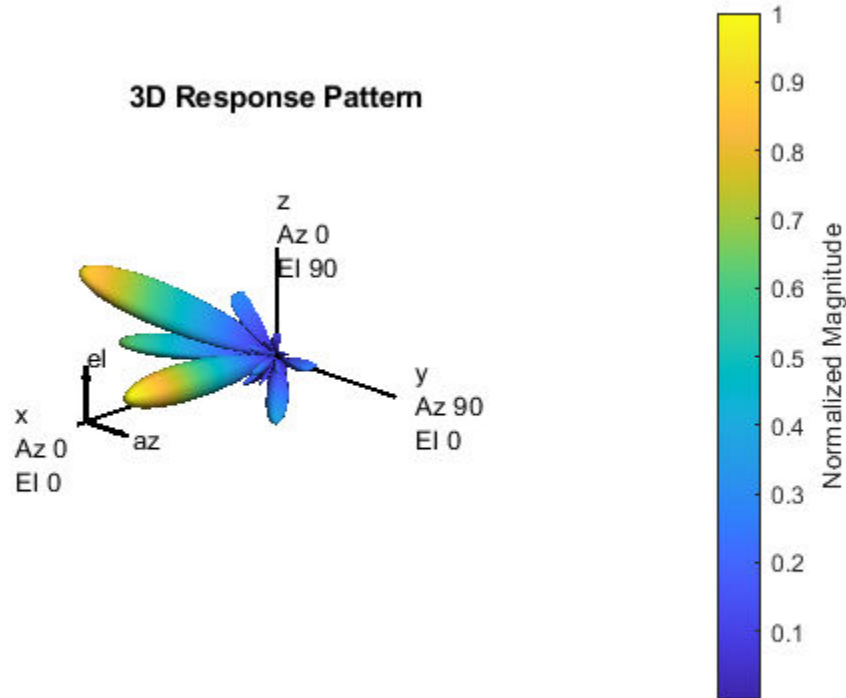 3D Response Pattern
z
Az 0
El 90
el
x
Az 0
El 0
az
y
Az 90
El 0
1
0.9
0.8
0.7
0.6
0.5
0.4
0.3
0.2
0.1
Normalized Magnitude